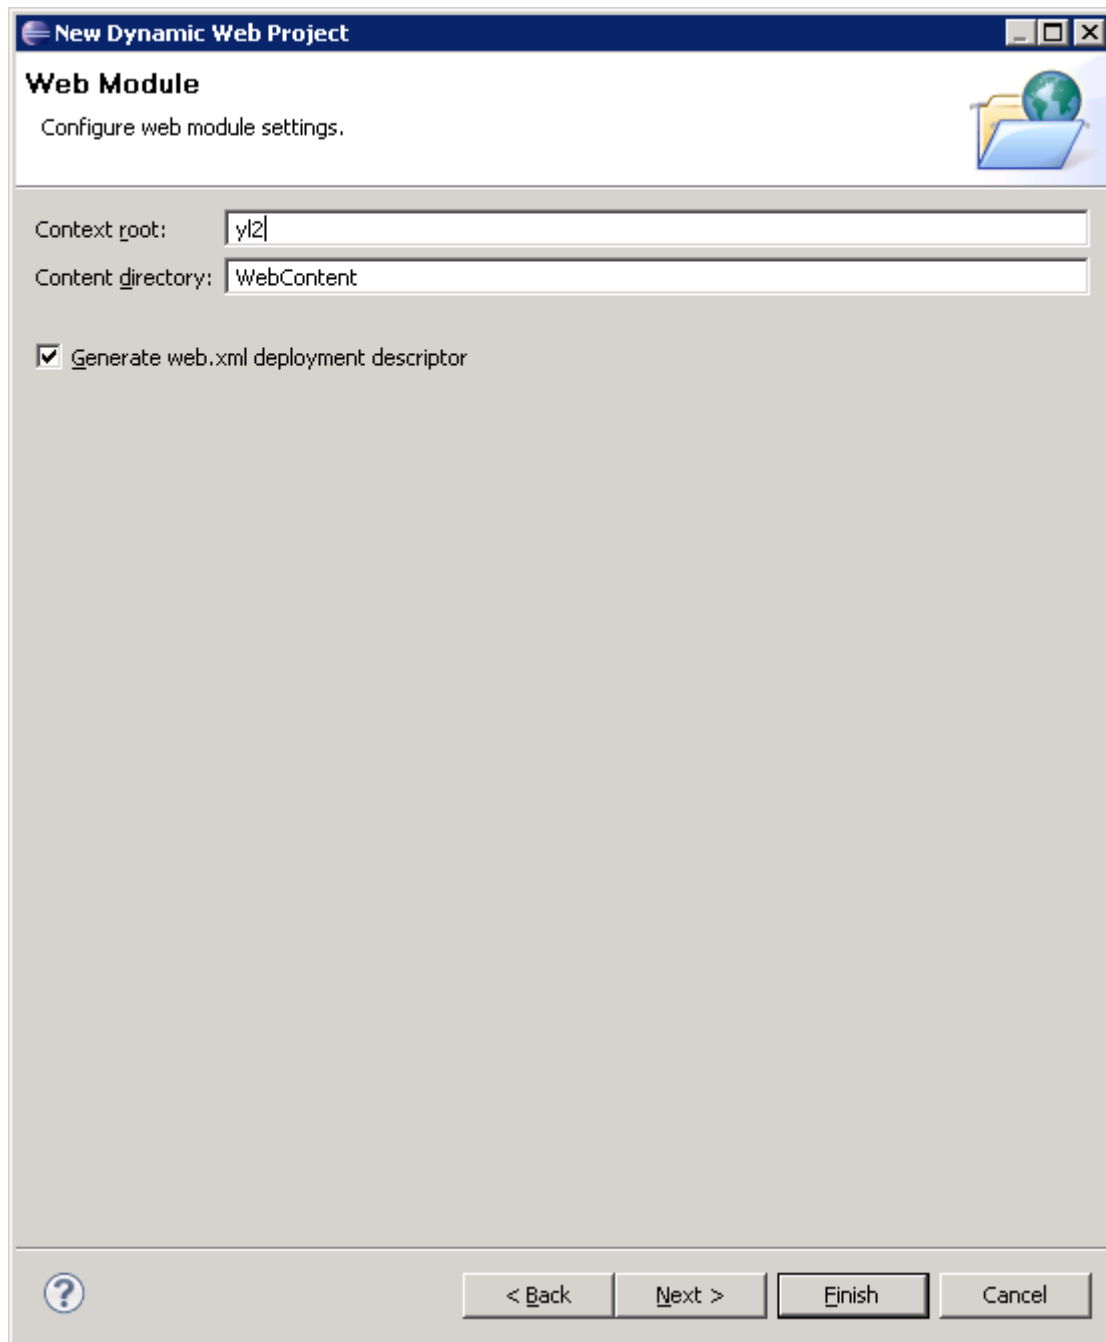 New Dynamic Web Project
Web Module
Configure web module settings.
Context root: yl2
Content directory: WebContent
Generate web.xml deployment descriptor
? < Back Next > Finish Cancel